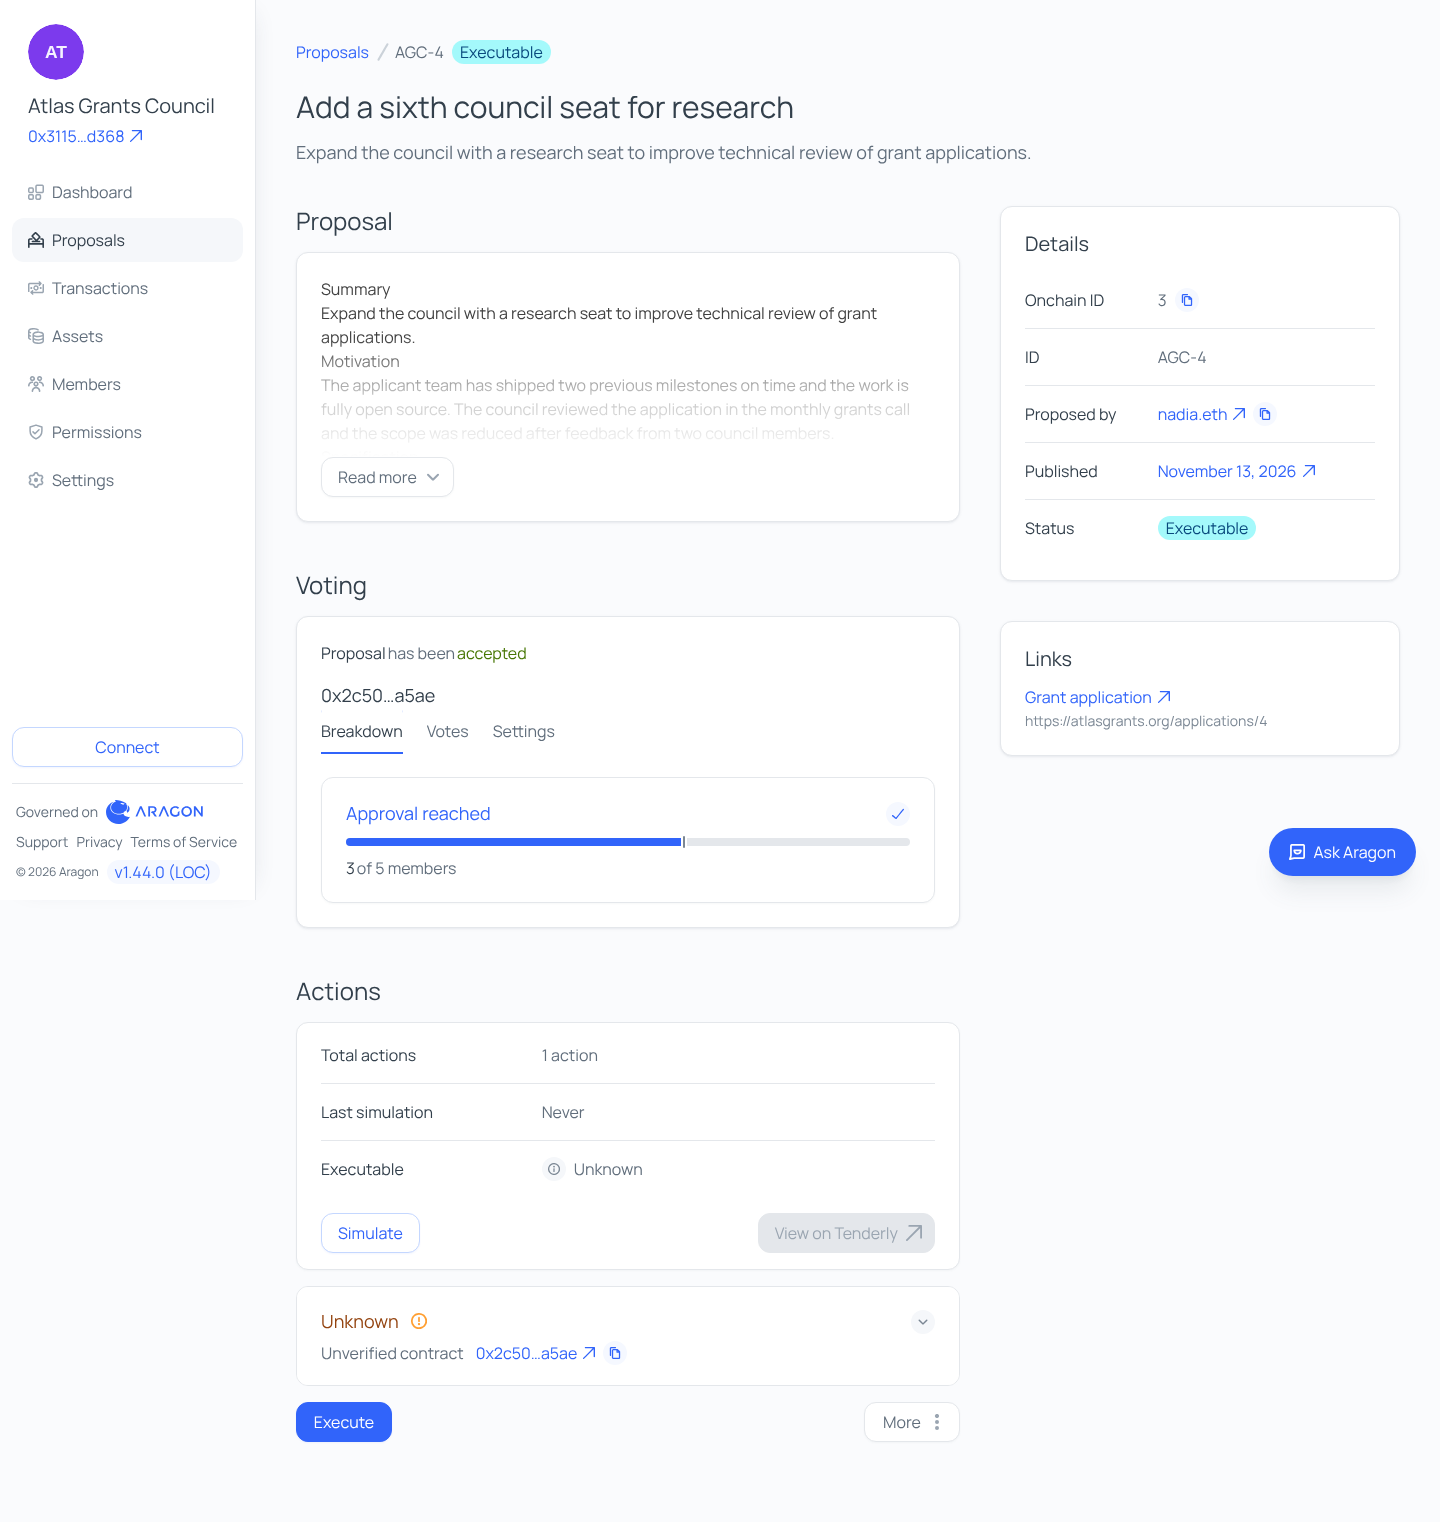 AT
Atlas Grants Council
0x3115...d368
Dashboard
Proposals
Transactions
Assets
Members
Permissions
Settings
Connect
Governed on ARAGON
Support Privacy Terms of Service
© 2026 Aragon v1.44.0 (LOC)
Proposals / AGC-4 Executable
Add a sixth council seat for research
Expand the council with a research seat to improve technical review of grant applications.
Proposal
Summary
Expand the council with a research seat to improve technical review of grant
applications.
Motivation
The applicant team has shipped two previous milestones on time and the work is
fully open source. The council reviewed the application in the monthly grants call
and the scope was reduced after feedback from two council members.
Read more
Voting
Proposal has been accepted
0x2c50...a5ae
Breakdown Votes Settings
Approval reached
3 of 5 members
Actions
Total actions 1 action
Last simulation Never
Executable Unknown
Simulate View on Tenderly
Unknown
Unverified contract 0x2c50...a5ae
Execute More
Details
Onchain ID 3
ID AGC-4
Proposed by nadia.eth
Published November 13, 2026
Status Executable
Links
Grant application
https://atlasgrants.org/applications/4
Ask Aragon